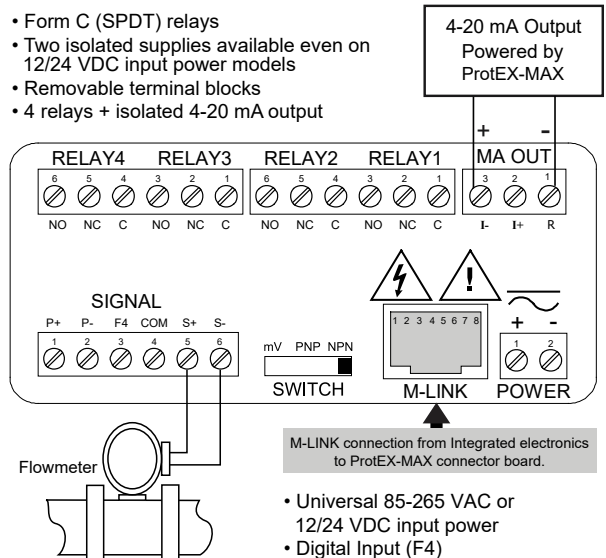 • Form C (SPDT) relays
• Two isolated supplies available even on
12/24 VDC input power models
• Removable terminal blocks
• 4 relays + isolated 4-20 mA output
4-20 mA Output
Powered by
ProtEX-MAX
+ -
RELAY4 RELAY3 RELAY2 RELAY1 MA OUT
6 5 4 3 2 1 6 5 4 3 2 1 3 2 1
NO NC C NO NC C NO NC C NO NC C I- I+ R
SIGNAL
P+ P- F4 COM S+ S-
1 2 3 4 5 6
mV PNP NPN
SWITCH
1 2 3 4 5 6 7 8
M-LINK
+ -
1 2
POWER
M-LINK connection from Integrated electronics
to ProtEX-MAX connector board.
Flowmeter
• Universal 85-265 VAC or
12/24 VDC input power
• Digital Input (F4)